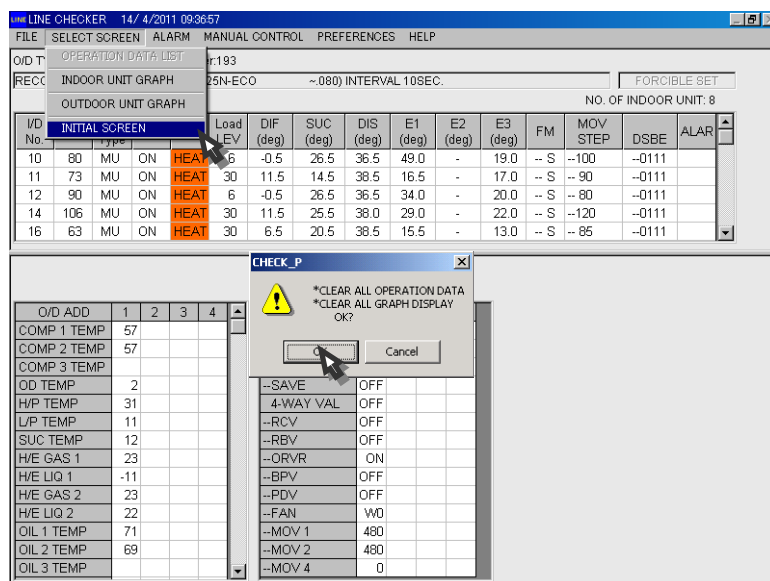 LINE LINE CHECKER 14/ 4/2011 09:36:57
FILE SELECT SCREEN ALARM MANUAL CONTROL PREFERENCES HELP
OPERATION DATA LIST
INDOOR UNIT GRAPH
OUTDOOR UNIT GRAPH
INITIAL SCREEN
O/D T r:193
RECO 25N-ECO ~.080) INTERVAL 10SEC. FORCIBLE SET
NO. OF INDOOR UNIT: 8
I/D No. Type Load LEV DIF (deg) SUC (deg) DIS (deg) E1 (deg) E2 (deg) E3 (deg) FM MOV STEP DSBE ALAR
10 80 MU ON HEAT 6 -0.5 26.5 36.5 49.0 - 19.0 -- S --100 --0111
11 73 MU ON HEAT 30 11.5 14.5 38.5 16.5 - 17.0 -- S -- 90 --0111
12 90 MU ON HEAT 6 -0.5 26.5 36.5 34.0 - 20.0 -- S -- 80 --0111
14 106 MU ON HEAT 30 11.5 25.5 38.0 29.0 - 22.0 -- S --120 --0111
16 63 MU ON HEAT 30 6.5 20.5 38.5 15.5 - 13.0 -- S -- 85 --0111
CHECK_P
*CLEAR ALL OPERATION DATA
*CLEAR ALL GRAPH DISPLAY
OK?
Cancel
O/D ADD 1 2 3 4
COMP 1 TEMP 57
COMP 2 TEMP 57
COMP 3 TEMP
OD TEMP 2
H/P TEMP 31
L/P TEMP 11
SUC TEMP 12
H/E GAS 1 23
H/E LIQ 1 -11
H/E GAS 2 23
H/E LIQ 2 22
OIL 1 TEMP 71
OIL 2 TEMP 69
OIL 3 TEMP
--SAVE OFF
4-WAY VAL OFF
--RCV OFF
--RBV OFF
--ORVR ON
--BPV OFF
--PDV OFF
--FAN W0
--MOV 1 480
--MOV 2 480
--MOV 4 0